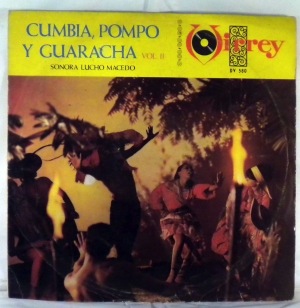 CUMBIA, POMPO
Y GUARACHA VOL. II
SONORA LUCHO MACEDO
Virrey
DV 580